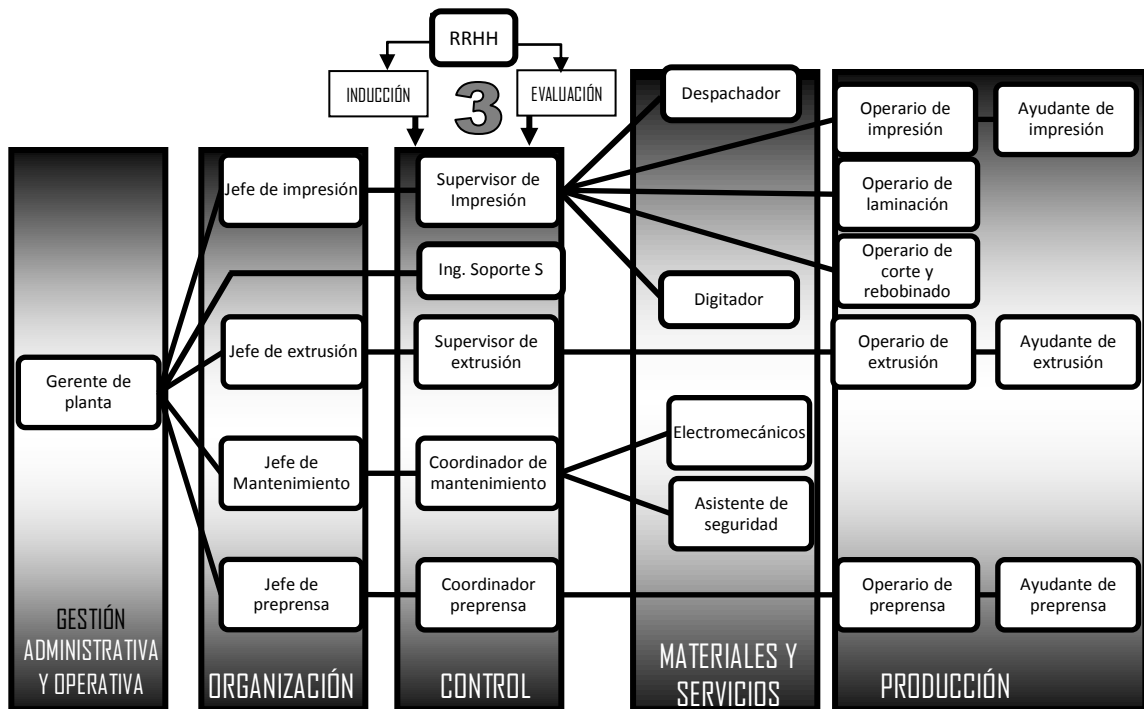 RRHH
INDUCCIÓN
3
EVALUACIÓN
Gerente de
planta
GESTIÓN
ADMINISTRATIVA
Y OPERATIVA
Jefe de impresión
Jefe de extrusión
Jefe de
Mantenimiento
Jefe de
preprensa
ORGANIZACIÓN
Supervisor de
Impresión
Ing. Soporte S
Supervisor de
extrusión
Coordinador de
mantenimiento
Coordinador
preprensa
CONTROL
Despachador
Digitador
Electromecánicos
Asistente de
seguridad
MATERIALES Y
SERVICIOS
Operario de
impresión
Ayudante de
impresión
Operario de
laminación
Operario de
corte y
rebobinado
Operario de
extrusión
Ayudante de
extrusión
Operario de
preprensa
Ayudante de
preprensa
PRODUCCIÓN